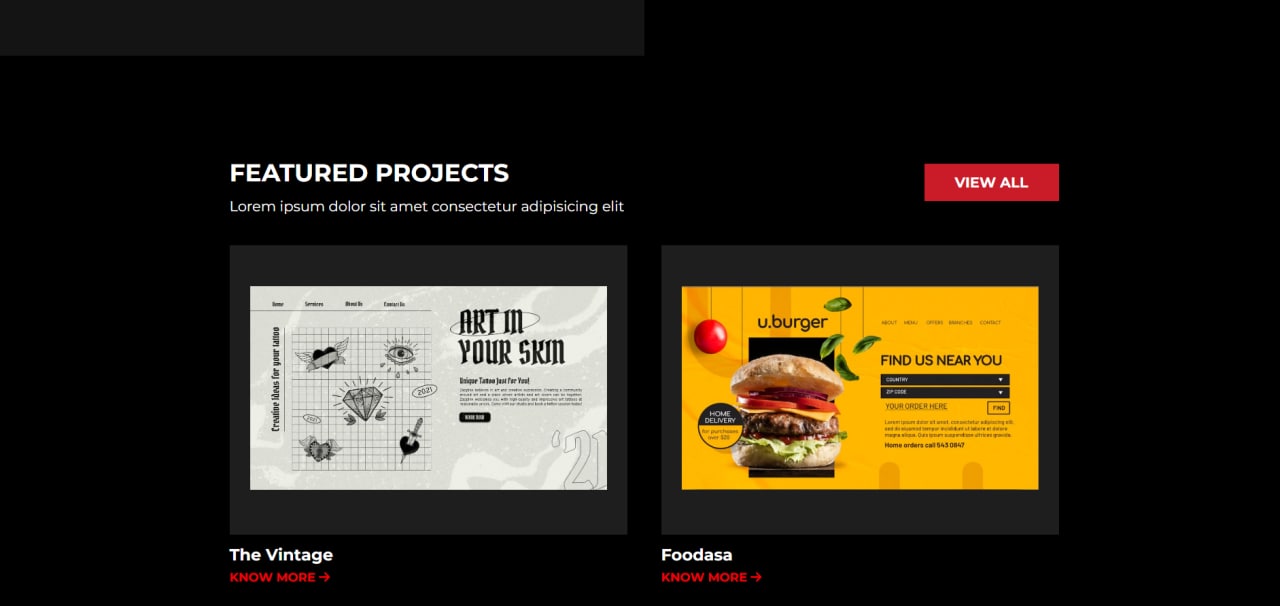 FEATURED PROJECTS
VIEW ALL
Lorem ipsum dolor sit amet consectetur adipisicing elit
Home Services About Us Contact Us
Creative Ideas for your tattoo
2021
2021
ART IN
YOUR SKIN
Unique Tattoo Just For You!
BOOK NOW
'21
u.burger
ABOUT MENU OFFERS BRANCHES CONTACT
FIND US NEAR YOU
COUNTRY
ZIP CODE
YOUR ORDER HERE
FIND
HOME
DELIVERY
for purchases
over $25
Lorem ipsum dolor sit amet, consectetur adipiscing elit,
sed do eiusmod tempor incididunt ut labore et dolore
magna aliqua. Quis ipsum suspendisse ultrices gravida.
Home orders call 543 0847
The Vintage
KNOW MORE →
Foodasa
KNOW MORE →